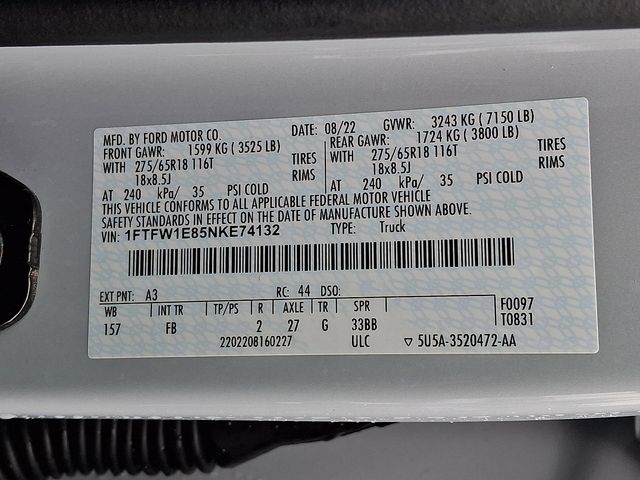 MFD. BY FORD MOTOR CO.
DATE: 08/22 GVWR: 3243 KG ( 7150 LB)
FRONT GAWR: 1599 KG ( 3525 LB)
REAR GAWR: 1724 KG ( 3800 LB)
WITH 275/65R18 116T TIRES
WITH 275/65R18 116T TIRES
18x8.5J RIMS
18x8.5J RIMS
AT 240 kPa/ 35 PSI COLD
AT 240 kPa/ 35 PSI COLD
THIS VEHICLE CONFORMS TO ALL APPLICABLE FEDERAL MOTOR VEHICLE
SAFETY STANDARDS IN EFFECT ON THE DATE OF MANUFACTURE SHOWN ABOVE.
VIN: 1FTFW1E85NKE74132 TYPE: Truck
EXT PNT: A3 RC: 44 DSO:
WB INT TR TP/PS R AXLE TR SPR F0097
157 FB 2 27 G 33BB T0831
2202208160227 ULC ▽ 5U5A-3520472-AA